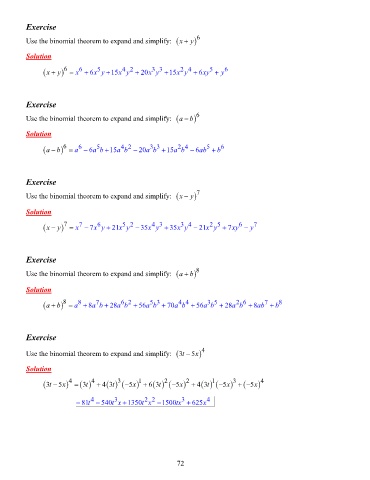 Exercise
Use the binomial theorem to expand and simplify: (x + y)^6
Solution
(x + y)^6 = x^6 + 6x^5y + 15x^4y^2 + 20x^3y^3 + 15x^2y^4 + 6xy^5 + y^6
Exercise
Use the binomial theorem to expand and simplify: (a − b)^6
Solution
(a − b)^6 = a^6 − 6a^5b + 15a^4b^2 − 20a^3b^3 + 15a^2b^4 − 6ab^5 + b^6
Exercise
Use the binomial theorem to expand and simplify: (x − y)^7
Solution
(x − y)^7 = x^7 − 7x^6y + 21x^5y^2 − 35x^4y^3 + 35x^3y^4 − 21x^2y^5 + 7xy^6 − y^7
Exercise
Use the binomial theorem to expand and simplify: (a + b)^8
Solution
(a + b)^8 = a^8 + 8a^7b + 28a^6b^2 + 56a^5b^3 + 70a^4b^4 + 56a^3b^5 + 28a^2b^6 + 8ab^7 + b^8
Exercise
Use the binomial theorem to expand and simplify: (3t − 5x)^4
Solution
(3t − 5x)^4 = (3t)^4 + 4(3t)^3(−5x)^1 + 6(3t)^2(−5x)^2 + 4(3t)^1(−5x)^3 + (−5x)^4
= 81t^4 − 540t^3x + 1350t^2x^2 − 1500tx^3 + 625x^4
72